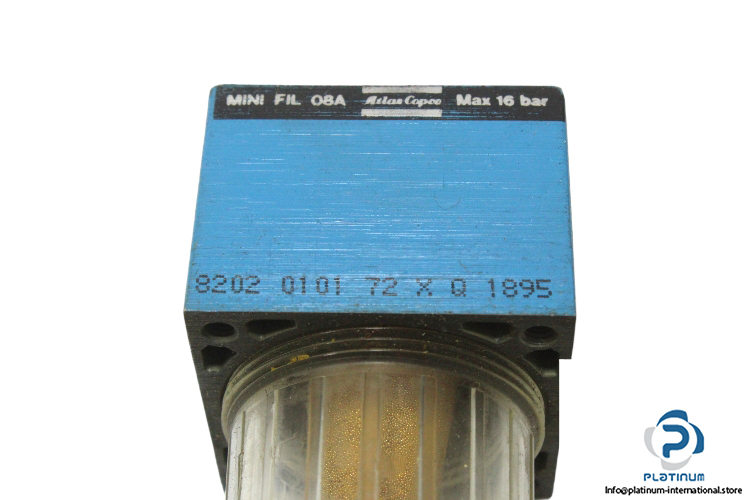 MINI FIL 08A Atlas Copco Max 16 bar
8202 0101 72 X Q 1895
PLATINUM
Info@platinum-international.store